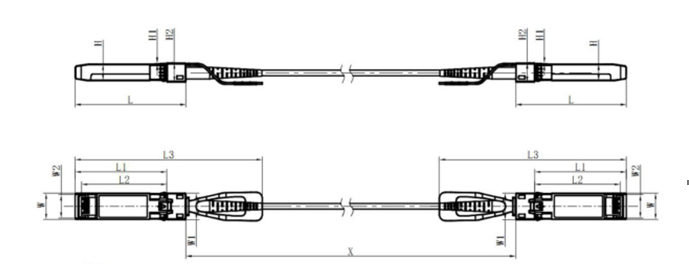 H H1 H2 H2 H1 H
L L
L3 L3
W2 L1 L1 W2
L2 L2
W W
W1 W1
X